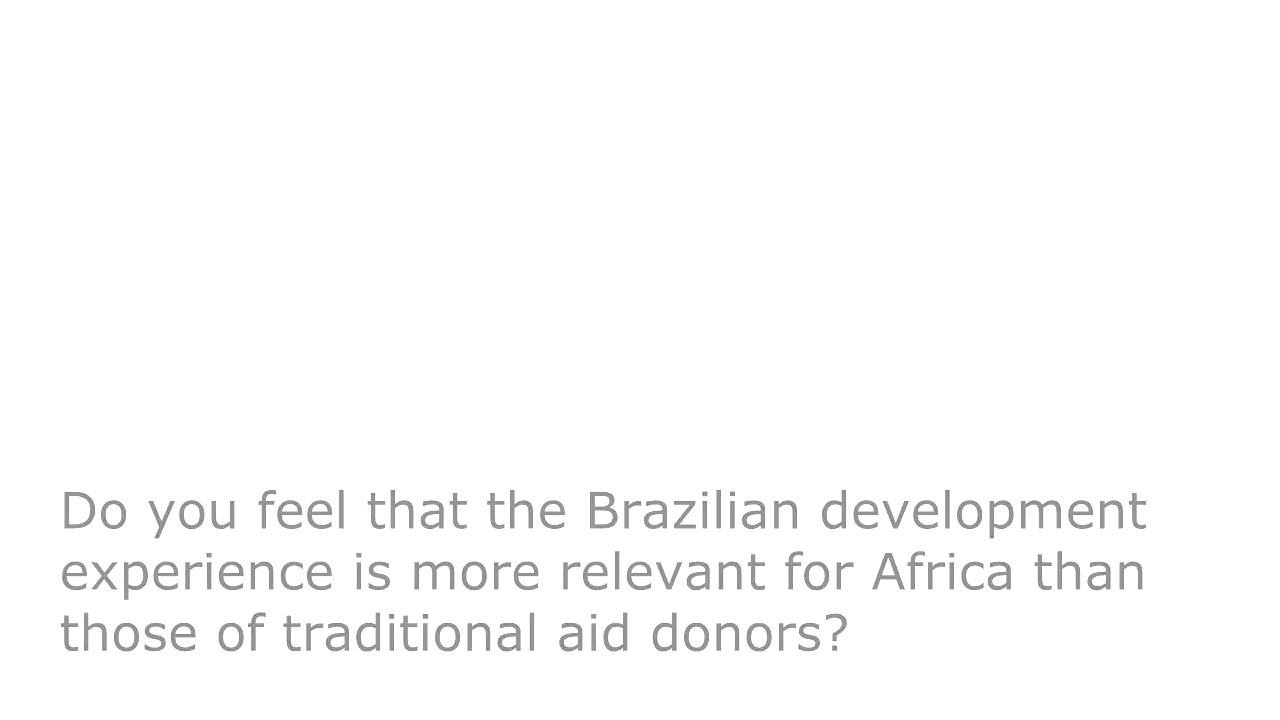 Do you feel that the Brazilian development
experience is more relevant for Africa than
those of traditional aid donors?